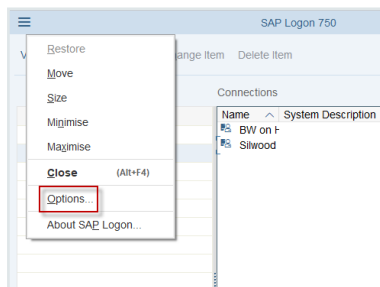 SAP Logon 750
Restore
Move
Size
Minimise
Maximise
Close (Alt+F4)
Options...
About SAP Logon...
V
ange Item Delete Item
Connections
Name System Description
BW on H
Silwood